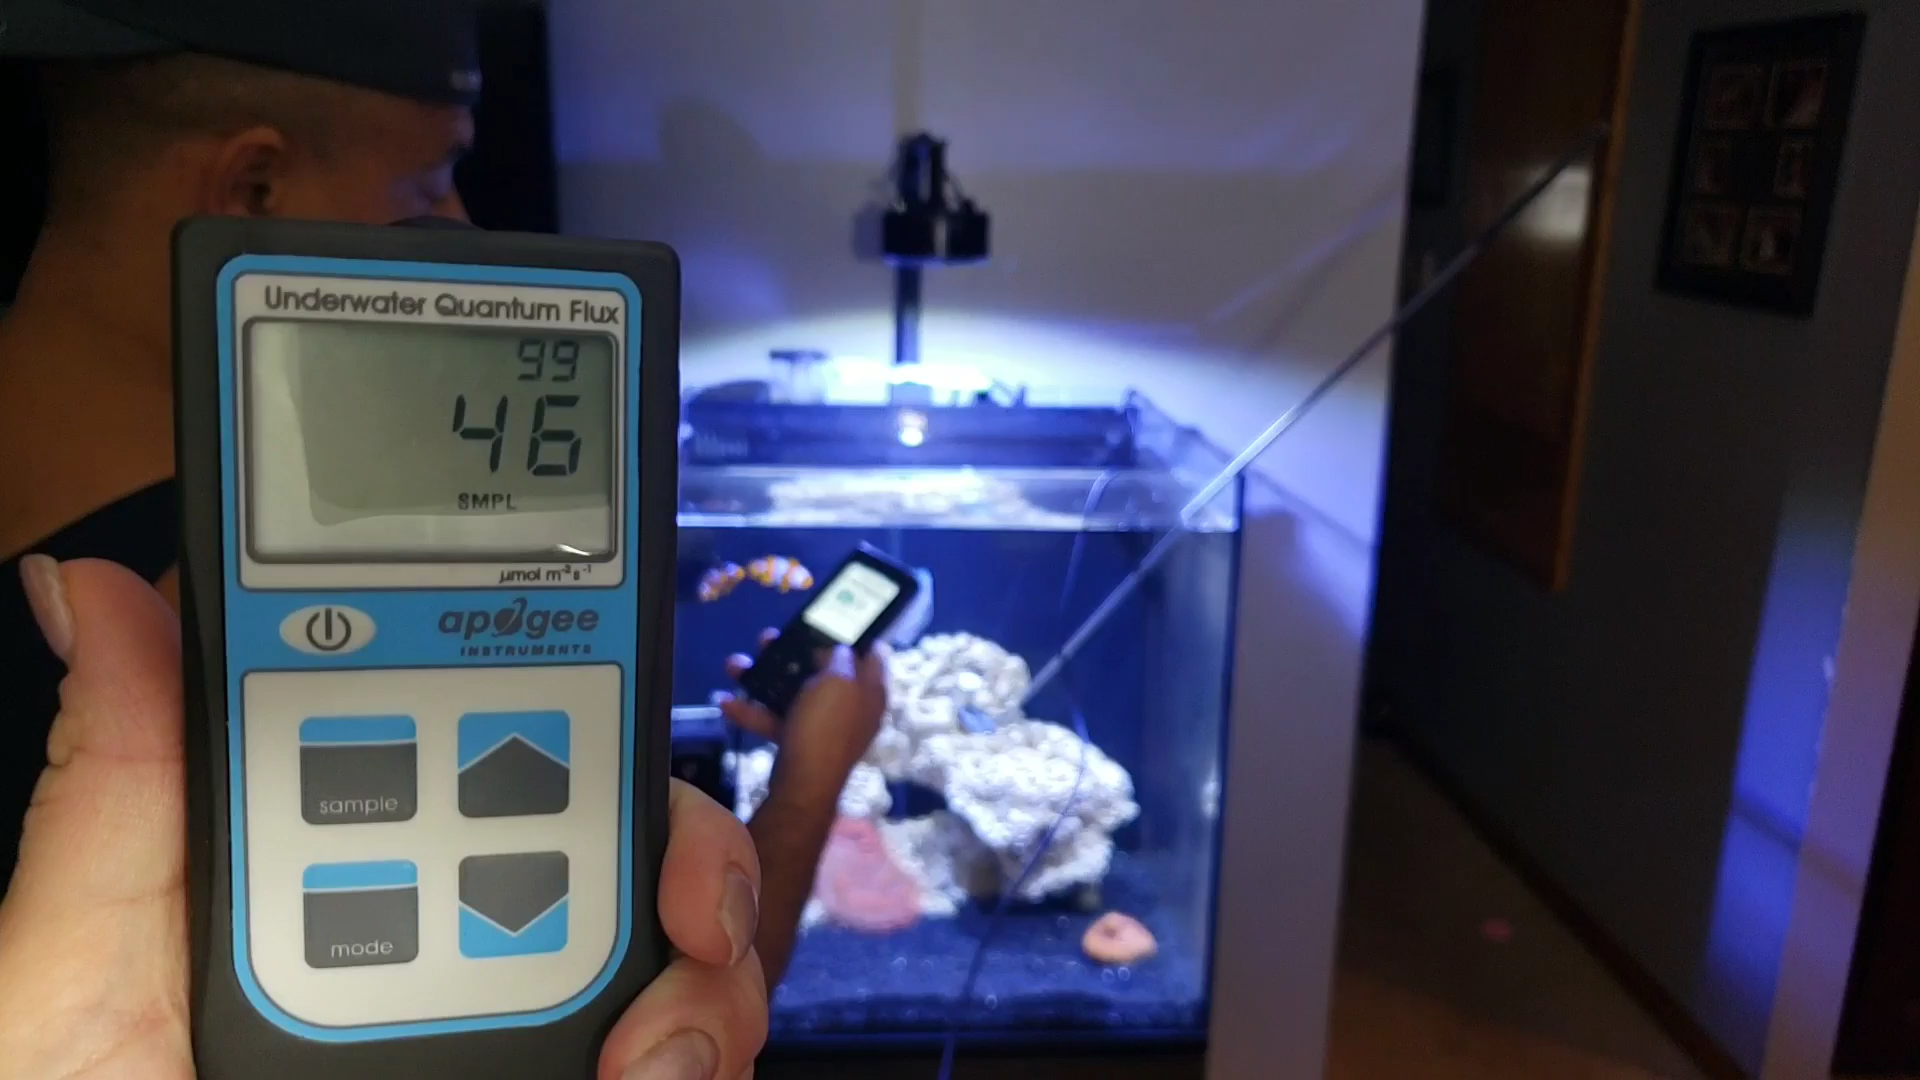 Underwater Quantum Flux
99
46
SMPL
µmol m⁻² s⁻¹
apogee
INSTRUMENTS
sample
mode